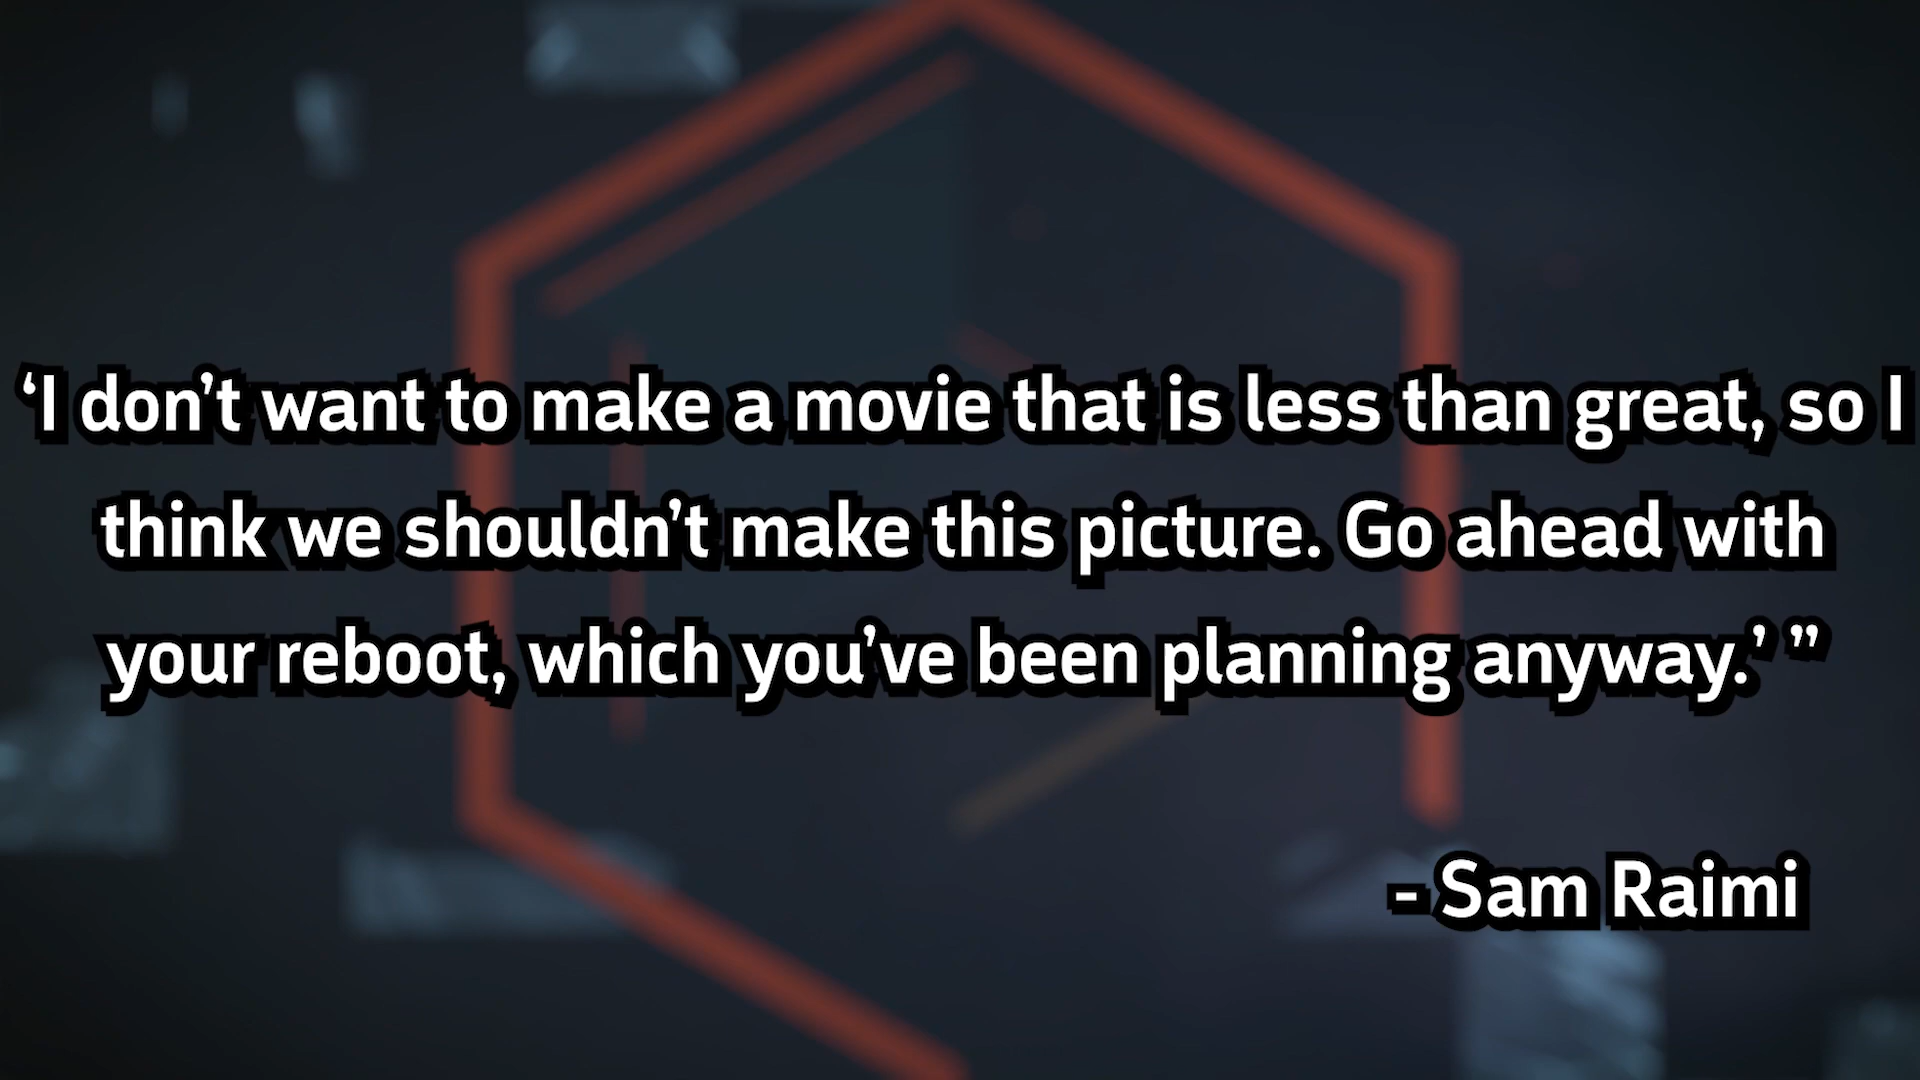 ‘I don’t want to make a movie that is less than great, so I
think we shouldn’t make this picture. Go ahead with
your reboot, which you’ve been planning anyway.’ ”
- Sam Raimi